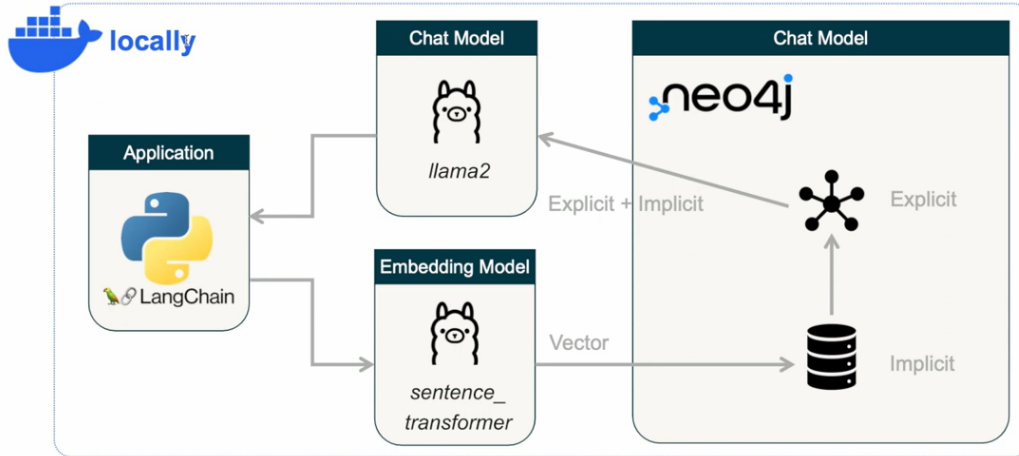 locally
Chat Model
llama2
Chat Model
neo4j
Application
LangChain
Explicit + Implicit
Explicit
Embedding Model
sentence_
transformer
Vector
Implicit